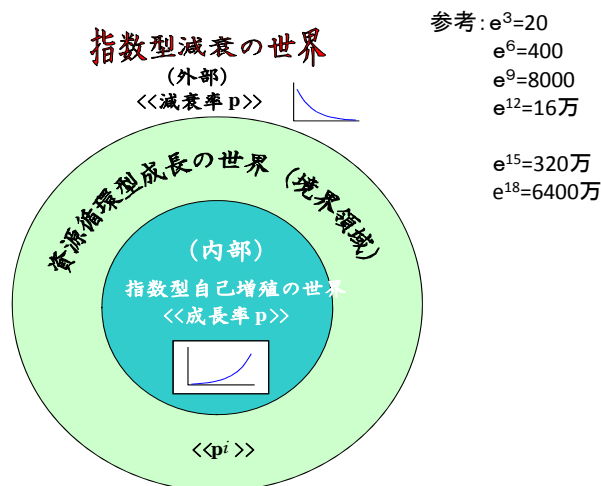 指数型減衰の世界
(外部)
<<減衰率 p>>
資源循環型成長の世界（境界領域）
(内部)
指数型自己増殖の世界
<<成長率 p>>
<<pⁱ>>
参考：e³=20
e⁶=400
e⁹=8000
e¹²=16万
e¹⁵=320万
e¹⁸=6400万